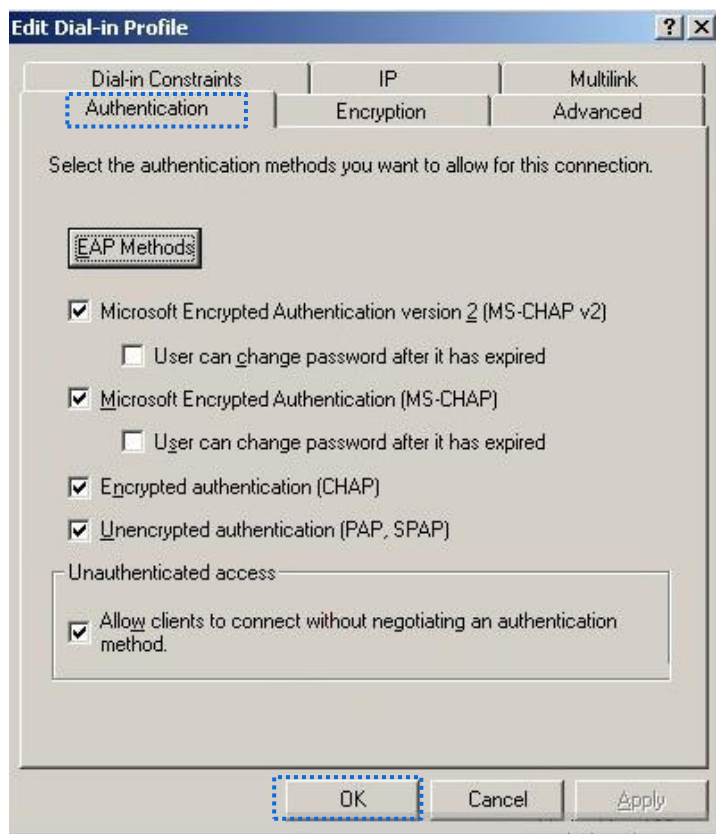 Edit Dial-in Profile
Dial-in Constraints IP Multilink
Authentication Encryption Advanced
Select the authentication methods you want to allow for this connection.
EAP Methods
Microsoft Encrypted Authentication version 2 (MS-CHAP v2)
User can change password after it has expired
Microsoft Encrypted Authentication (MS-CHAP)
User can change password after it has expired
Encrypted authentication (CHAP)
Unencrypted authentication (PAP, SPAP)
Unauthenticated access
Allow clients to connect without negotiating an authentication
method.
OK Cancel Apply